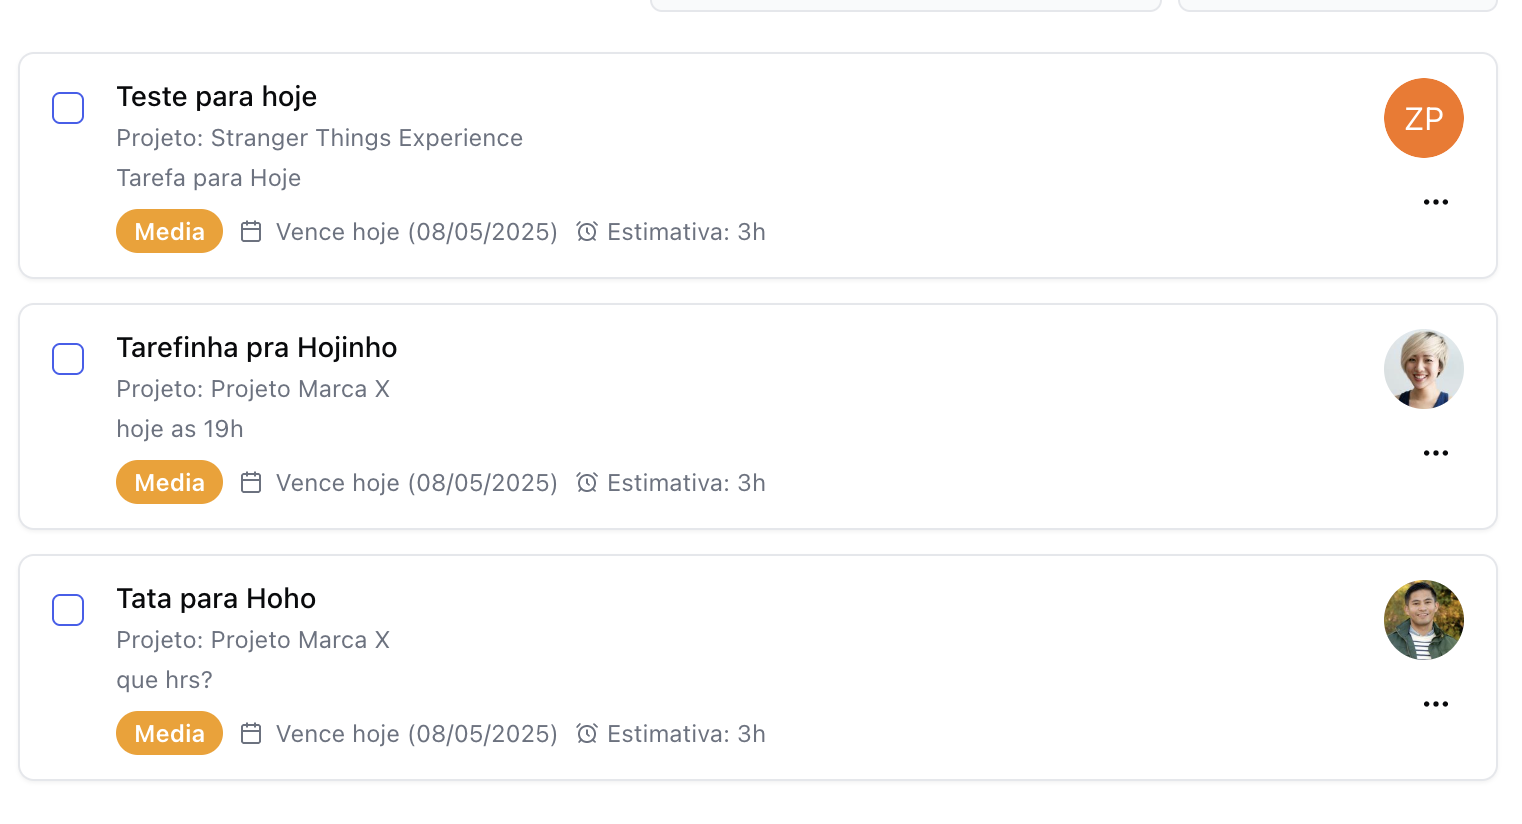 Teste para hoje
ZP
Projeto: Stranger Things Experience
Tarefa para Hoje
Media Vence hoje (08/05/2025) Estimativa: 3h
Tarefinha pra Hojinho
Projeto: Projeto Marca X
hoje as 19h
Media Vence hoje (08/05/2025) Estimativa: 3h
Tata para Hoho
Projeto: Projeto Marca X
que hrs?
Media Vence hoje (08/05/2025) Estimativa: 3h